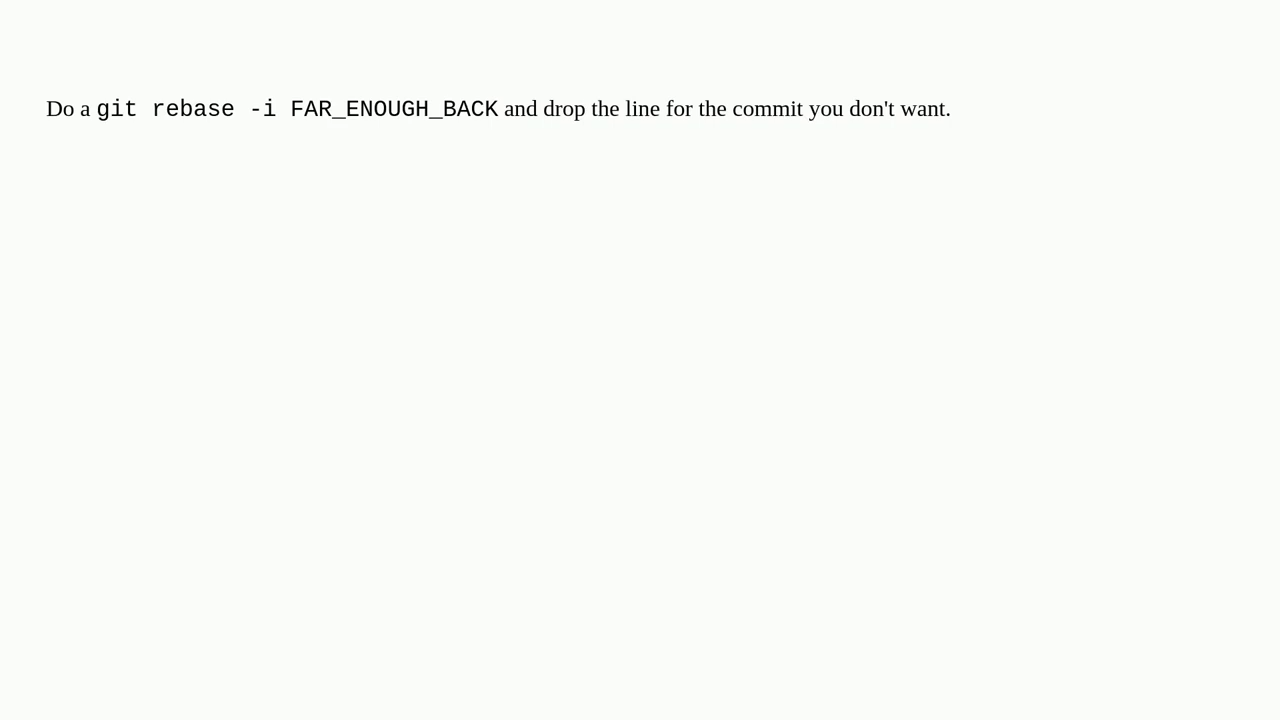 Do a git rebase -i FAR_ENOUGH_BACK and drop the line for the commit you don't want.